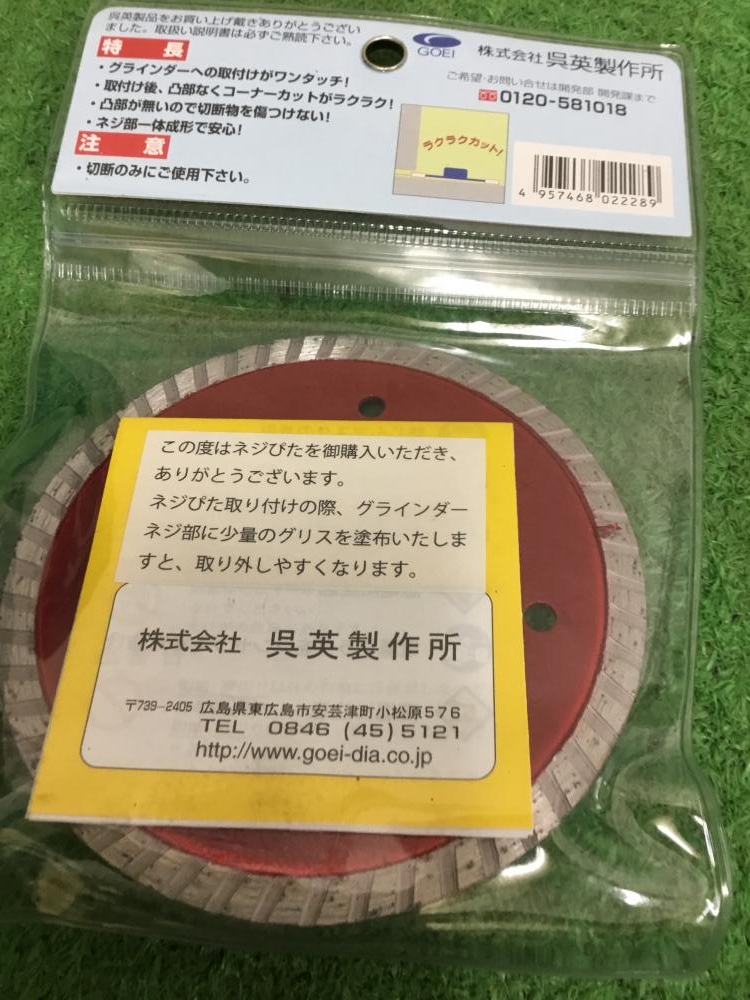 呉英製品をお買い上げ戴きありがとうござい
ました。取扱い説明書は必ずご熟読下さい。
特 長
・グラインダーへの取付けがワンタッチ!
・取付け後、凸部なくコーナーカットがラクラク!
・凸部が無いので切断物を傷つけない!
・ネジ部一体成形で安心!
注 意
・切断のみにご使用下さい。
GOEI
株式会社 呉英製作所
ご希望・お問い合せは開発部 開発課まで
0120-581018
ラクラクカット!
4 957468 022289
この度はネジぴたを御購入いただき、
ありがとうございます。
ネジぴた取り付けの際、グラインダー
ネジ部に少量のグリスを塗布いたしま
すと、取り外しやすくなります。
株式会社 呉英製作所
〒739-2405 広島県東広島市安芸津町小松原576
TEL 0846 (45) 5121
http://www.goei-dia.co.jp